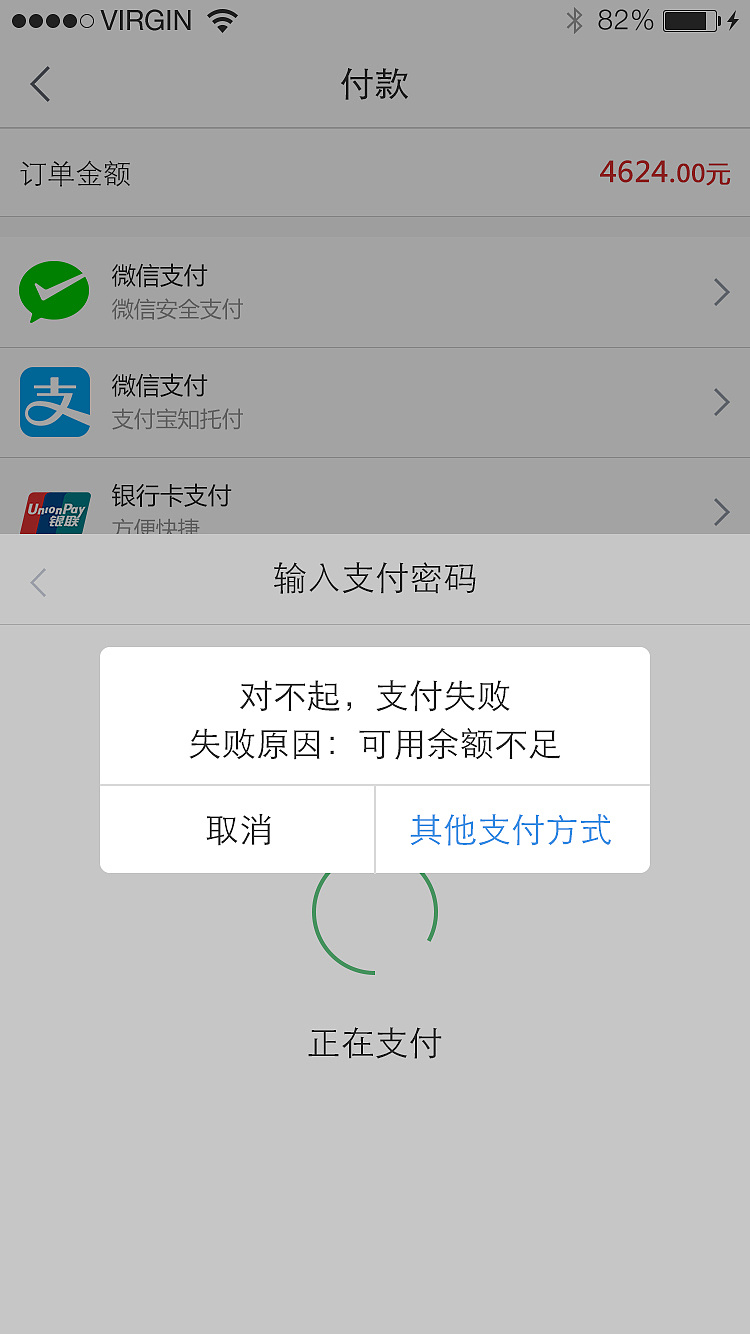 VIRGIN 82%
付款
订单金额 4624.00元
微信支付
微信安全支付
支
微信支付
支付宝知托付
UnionPay
银联
银行卡支付
方便快捷
输入支付密码
对不起，支付失败
失败原因：可用余额不足
取消 其他支付方式
正在支付